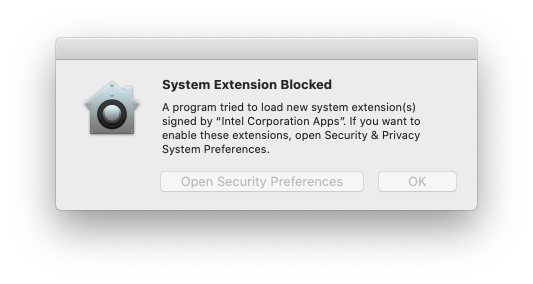 System Extension Blocked
A program tried to load new system extension(s)
signed by “Intel Corporation Apps”. If you want to
enable these extensions, open Security & Privacy
System Preferences.
Open Security Preferences
OK